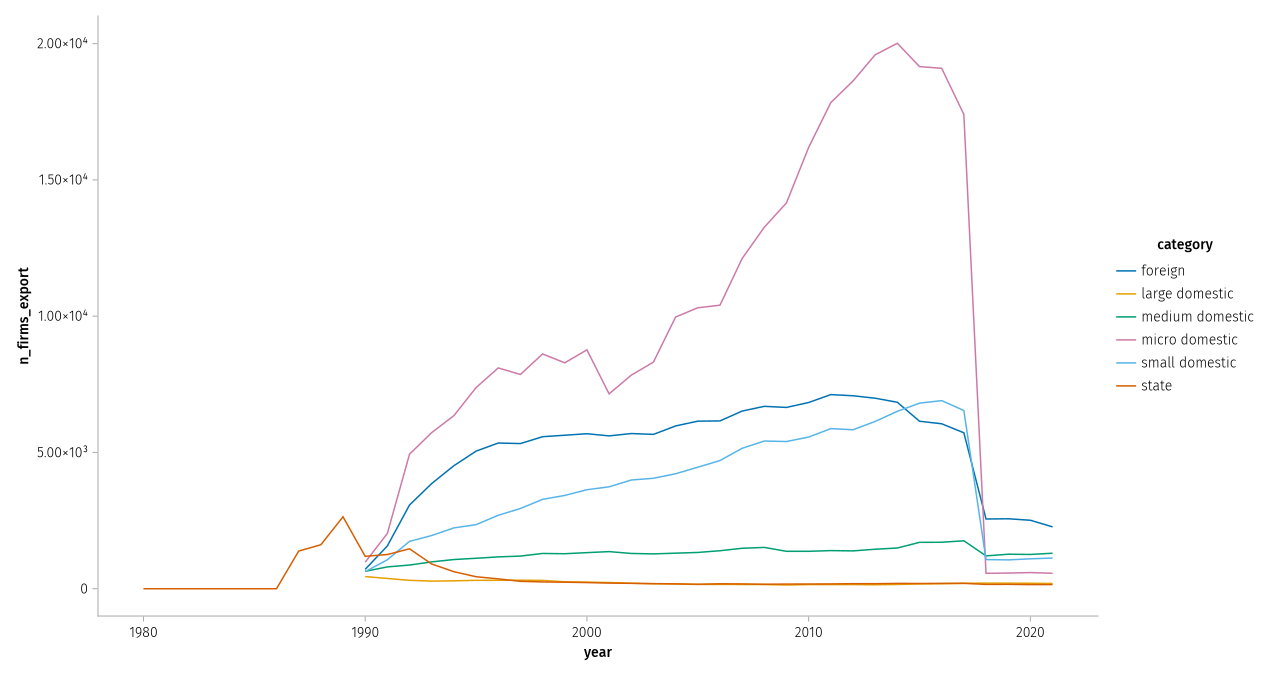 2.00×10⁴
1.50×10⁴
1.00×10⁴
5.00×10³
0
n_firms_export
1980
1990
2000
2010
2020
year
category
foreign
large domestic
medium domestic
micro domestic
small domestic
state